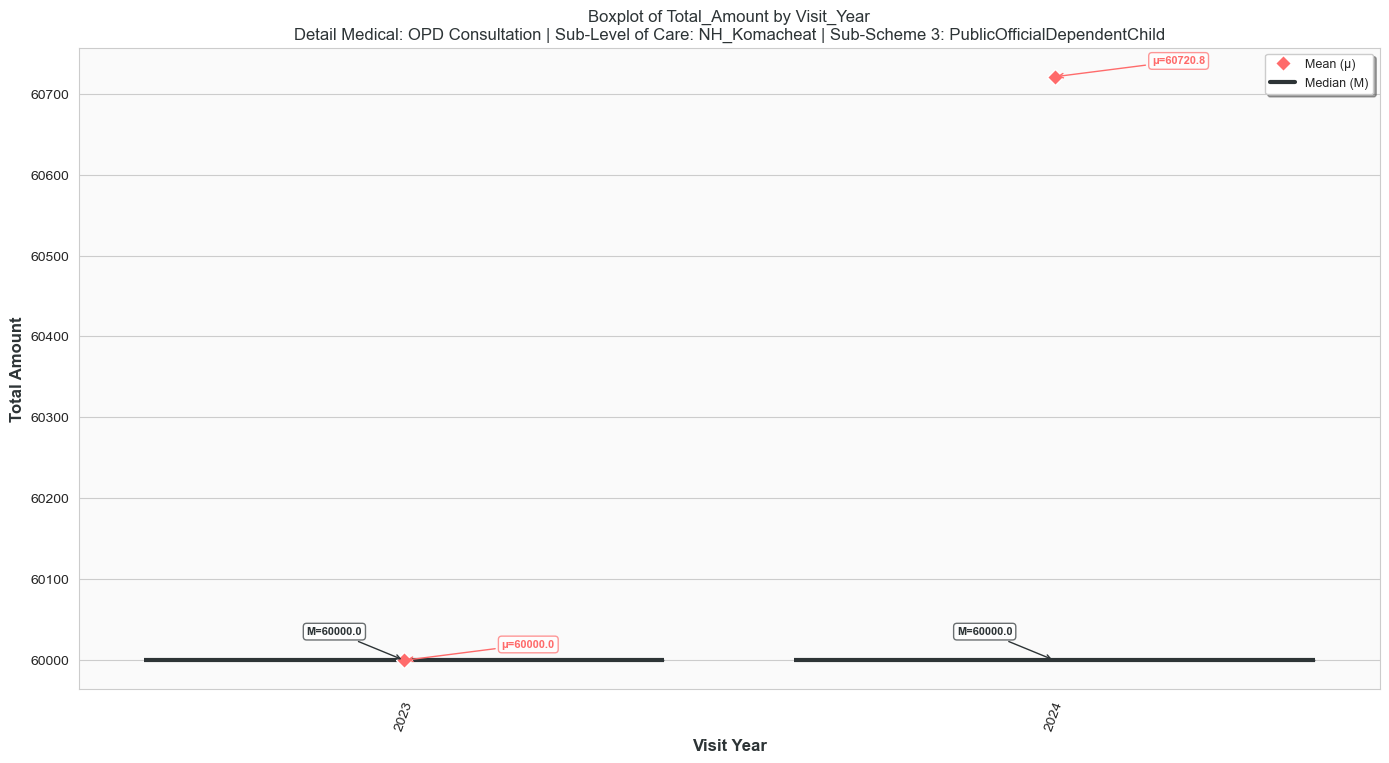 Boxplot of Total_Amount by Visit_Year
Detail Medical: OPD Consultation | Sub-Level of Care: NH_Komacheat | Sub-Scheme 3: PublicOfficialDependentChild
Mean (μ)
Median (M)
μ=60720.8
60700
60600
60500
60400
60300
60200
60100
60000
Total Amount
M=60000.0
μ=60000.0
M=60000.0
2023
2024
Visit Year